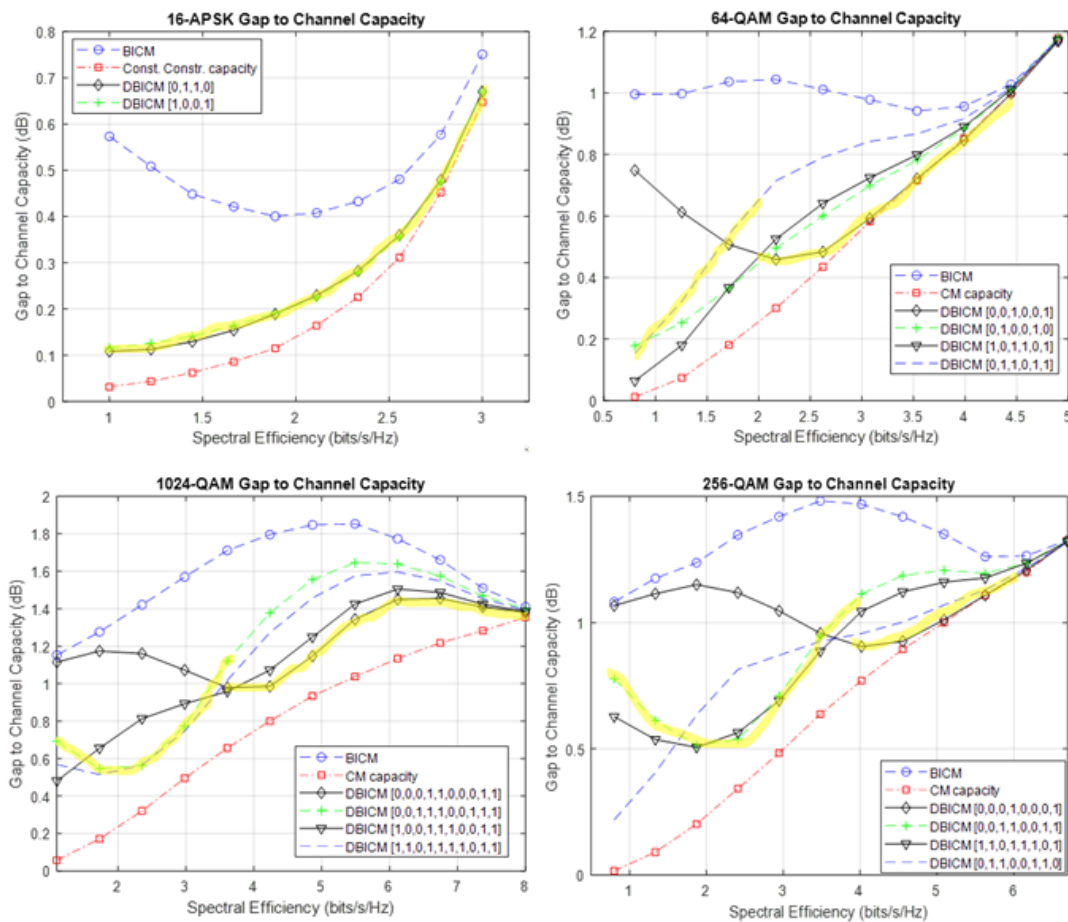 16-APSK Gap to Channel Capacity
0.8
0.7
0.6
0.5
0.4
0.3
0.2
0.1
0
Gap to Channel Capacity (dB)
BICM
Const. Constr. capacity
DBICM [0,1,1,0]
DBICM [1,0,0,1]
1 1.5 2 2.5 3
Spectral Efficiency (bits/s/Hz)
64-QAM Gap to Channel Capacity
1.2
1
0.8
0.6
0.4
0.2
0
Gap to Channel Capacity (dB)
BICM
CM capacity
DBICM [0,0,1,0,0,1]
DBICM [0,1,0,0,1,0]
DBICM [1,0,1,1,0,1]
DBICM [0,1,1,0,1,1]
0.5 1 1.5 2 2.5 3 3.5 4 4.5 5
Spectral Efficiency (bits/s/Hz)
1024-QAM Gap to Channel Capacity
2
1.8
1.6
1.4
1.2
1
0.8
0.6
0.4
0.2
0
Gap to Channel Capacity (dB)
BICM
CM capacity
DBICM [0,0,0,1,1,0,0,0,1,1]
DBICM [0,0,1,1,1,0,0,1,1,1]
DBICM [1,0,0,1,1,1,0,0,1,1]
DBICM [1,1,0,1,1,1,1,0,1,1]
2 3 4 5 6 7 8
Spectral Efficiency (bits/s/Hz)
256-QAM Gap to Channel Capacity
1.5
1
0.5
0
Gap to Channel Capacity (dB)
BICM
CM capacity
DBICM [0,0,0,1,0,0,0,1]
DBICM [0,0,1,1,0,0,1,1]
DBICM [1,1,0,1,1,1,0,1]
DBICM [0,1,1,0,0,1,1,0]
1 2 3 4 5 6
Spectral Efficiency (bits/s/Hz)